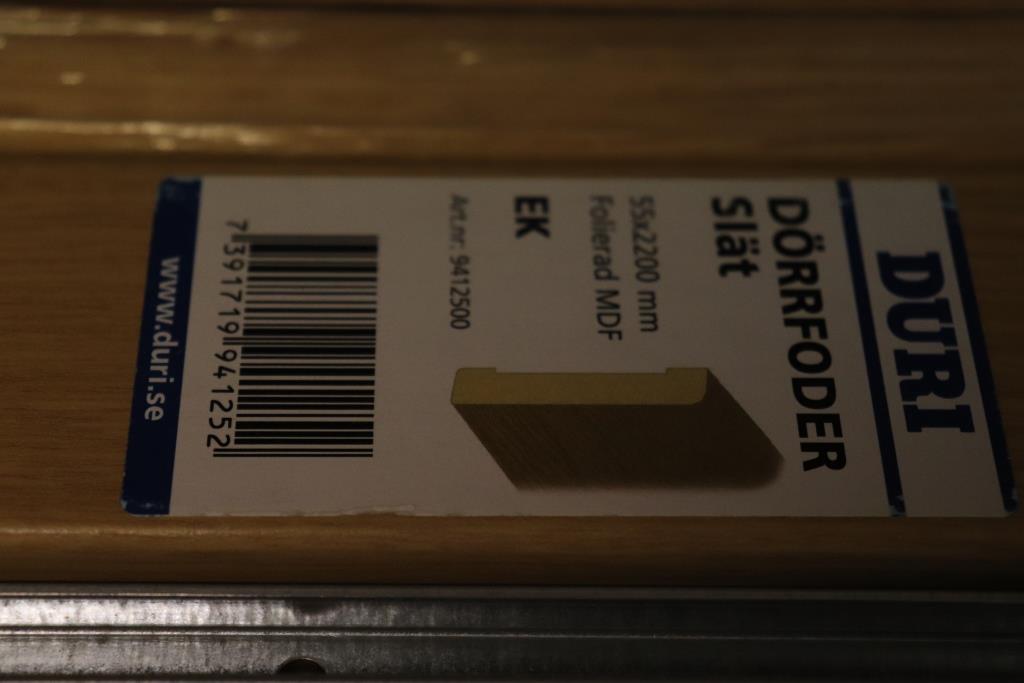 DURI
DÖRRFODER
Slät
55x2200 mm
Folierad MDF
EK
Art.nr: 9412500
7391719941252
www.duri.se